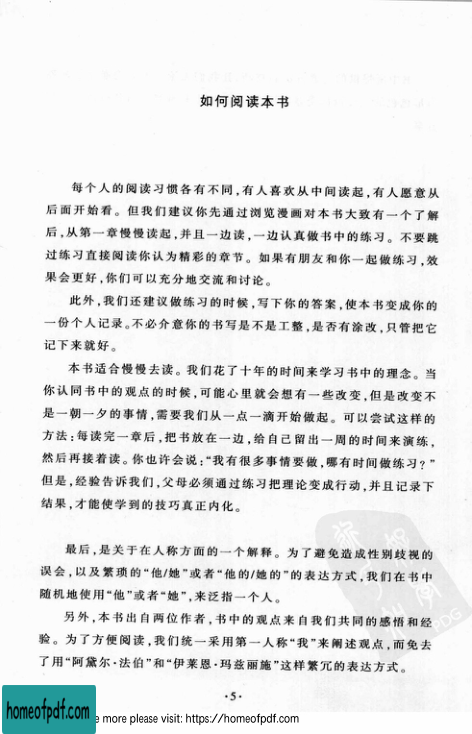 如何阅读本书
每个人的阅读习惯各有不同,有人喜欢从中间读起,有人愿意从
后面开始看。但我们建议你先通过浏览漫画对本书大致有一个了解
后,从第一章慢慢读起,并且一边读,一边认真做书中的练习。不要跳
过练习直接阅读你认为精彩的章节。如果有朋友和你一起做练习,效
果会更好,你们可以充分地交流和讨论。
此外,我们还建议做练习的时候,写下你的答案,使本书变成你的
一份个人记录。不必介意你的书写是不是工整,是否有涂改,只管把它
记下来就好。
本书适合慢慢去读。我们花了十年的时间来学习书中的理念。当
你认同书中的观点的时候,可能心里就会想有一些改变,但是改变不
是一朝一夕的事情,需要我们从一点一滴开始做起。可以尝试这样的
方法:每读完一章后,把书放在一边,给自己留出一周的时间来演练,
然后再接着读。你也许会说:“我有很多事情要做,哪有时间做练习?”
但是,经验告诉我们,父母必须通过练习把理论变成行动,并且记录下
结果,才能使学到的技巧真正内化。
最后,是关于在人称方面的一个解释。为了避免造成性别歧视的
误会,以及繁琐的“他/她”或者“他的/她的”的表达方式,我们在书中
随机地使用“他”或者“她”,来泛指一个人。
另外,本书出自两位作者,书中的观点来自我们共同的感悟和经
验。为了方便阅读,我们统一采用第一人称“我”来阐述观点,而免去
了用“阿黛尔·法伯”和“伊莱恩·玛兹丽施”这样繁冗的表达方式。
·5·
homeofpdf.com
e more please visit: https://homeofpdf.com